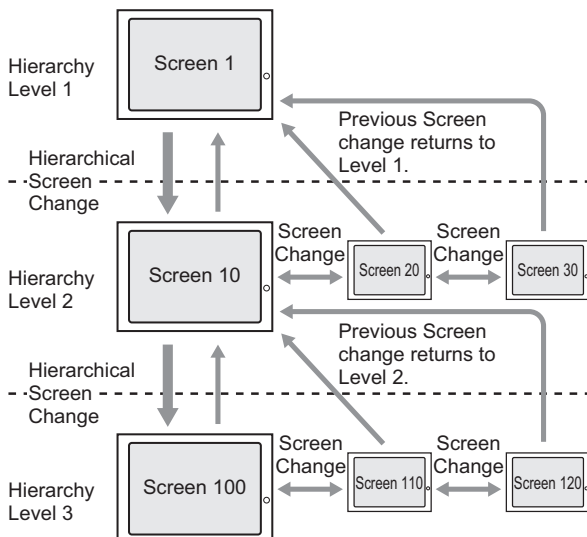 Hierarchy
Level 1
Screen 1
Previous Screen
change returns to
Level 1.
Hierarchical
Screen
Change
Hierarchy
Level 2
Screen 10
Screen
Change
Screen 20
Screen
Change
Screen 30
Previous Screen
change returns to
Level 2.
Hierarchical
Screen
Change
Hierarchy
Level 3
Screen 100
Screen
Change
Screen 110
Screen
Change
Screen 120